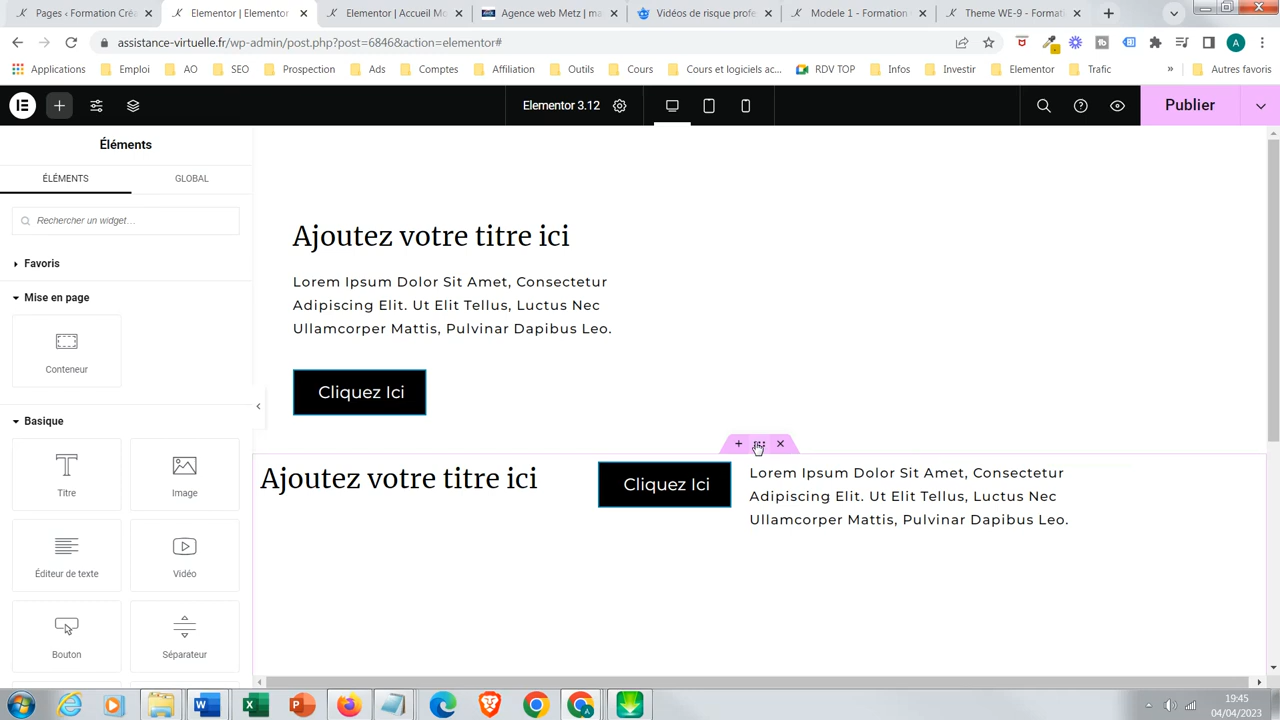 Pages ‹ Formation Créa
Elementor | Elementor
Elementor | Accueil Mo
Agence web Metz | ma
Vidéos de risque profe
Modele 1 - Formation
Theme WE-9 - Format
assistance-virtuelle.fr/wp-admin/post.php?post=6846&action=elementor#
A
Applications
Emploi
AO
SEO
Prospection
Ads
Comptes
Affiliation
Outils
Cours
Cours et logiciels ac...
RDV TOP
Infos
Investir
Elementor
Trafic
»
Autres favoris
Elementor 3.12
Publier
Éléments
ÉLÉMENTS
GLOBAL
Rechercher un widget…
Favoris
Mise en page
Conteneur
Basique
Titre
Image
Éditeur de texte
Vidéo
Bouton
Séparateur
Ajoutez votre titre ici
Lorem Ipsum Dolor Sit Amet, Consectetur
Adipiscing Elit. Ut Elit Tellus, Luctus Nec
Ullamcorper Mattis, Pulvinar Dapibus Leo.
Cliquez Ici
Ajoutez votre titre ici
Cliquez Ici
Lorem Ipsum Dolor Sit Amet, Consectetur
Adipiscing Elit. Ut Elit Tellus, Luctus Nec
Ullamcorper Mattis, Pulvinar Dapibus Leo.
19:45
04/04/2023